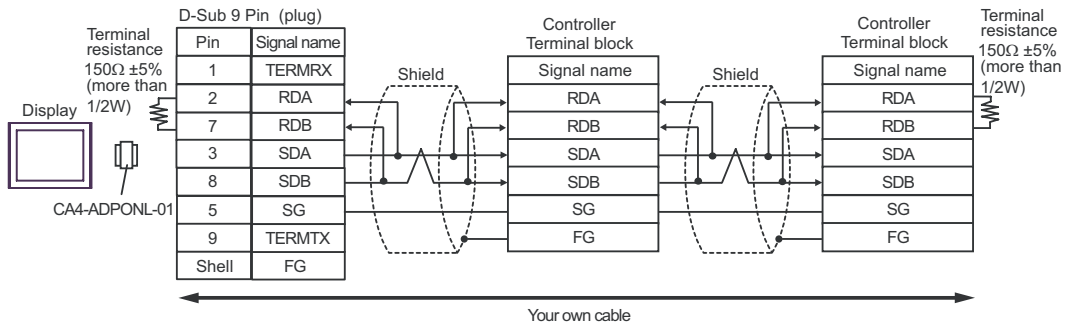 D-Sub 9 Pin (plug)
Terminal
resistance
150Ω ±5%
(more than
1/2W)
Display
CA4-ADPONL-01
Pin Signal name
1 TERMRX
2 RDA
7 RDB
3 SDA
8 SDB
5 SG
9 TERMTX
Shell FG
Shield
Controller
Terminal block
Signal name
RDA
RDB
SDA
SDB
SG
FG
Shield
Controller
Terminal block
Signal name
RDA
RDB
SDA
SDB
SG
FG
Terminal
resistance
150Ω ±5%
(more than
1/2W)
Your own cable